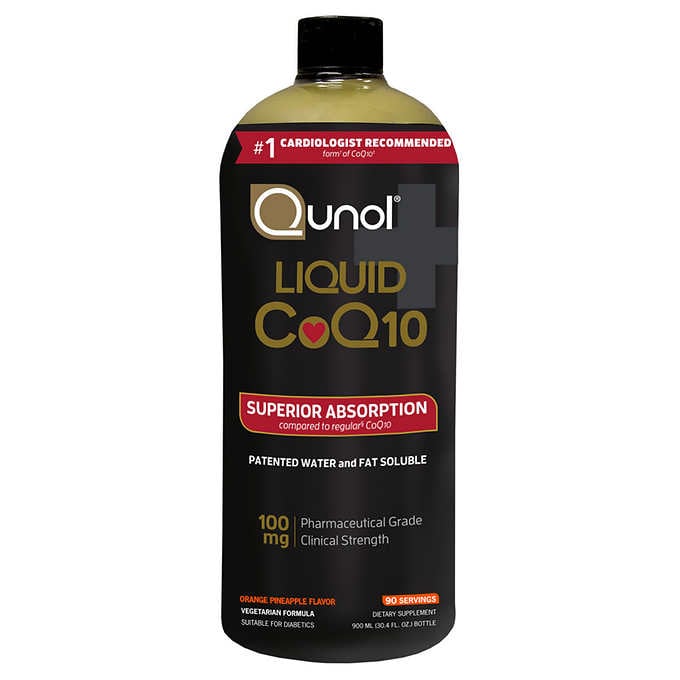 #1 CARDIOLOGIST RECOMMENDED
form† of CoQ10‡
Qunol®
LIQUID
CoQ10
SUPERIOR ABSORPTION
compared to regular§ CoQ10
PATENTED WATER and FAT SOLUBLE
100 mg
Pharmaceutical Grade
Clinical Strength
ORANGE PINEAPPLE FLAVOR
VEGETARIAN FORMULA
SUITABLE FOR DIABETICS
90 SERVINGS
DIETARY SUPPLEMENT
900 ML (30.4 FL. OZ.) BOTTLE